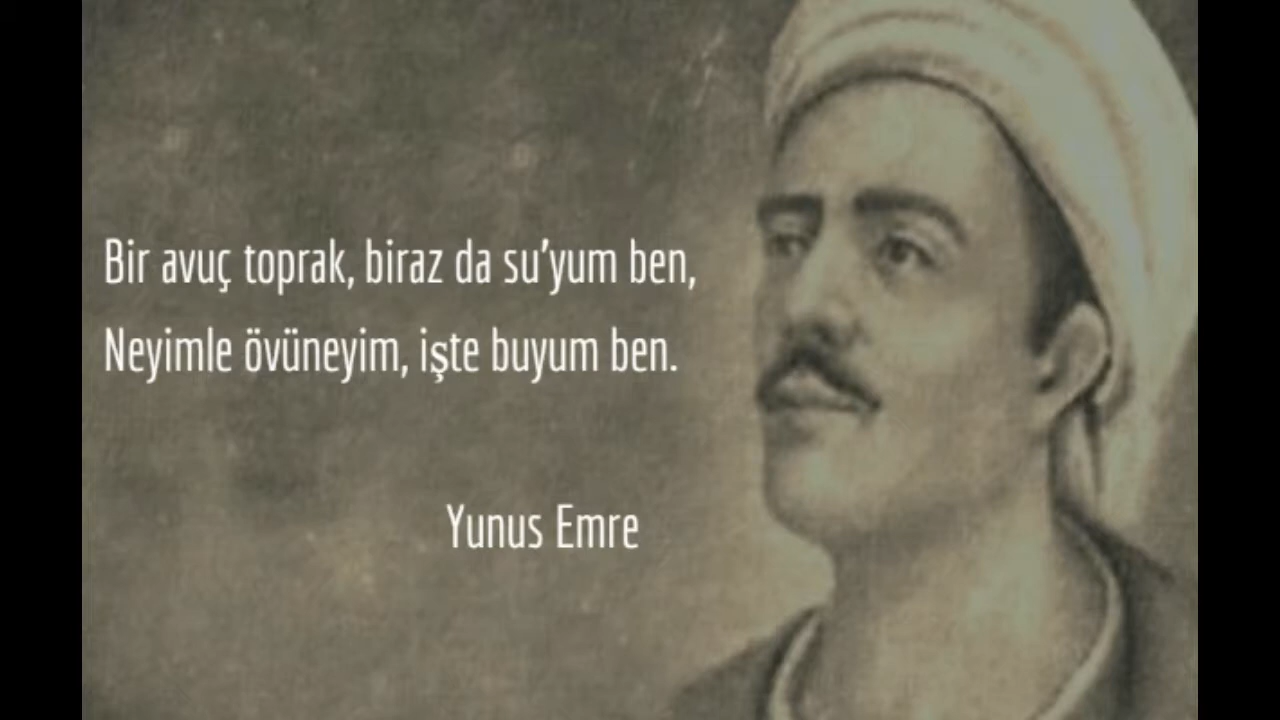 Bir avuç toprak, biraz da su'yum ben,
Neyimle övüneyim, işte buyum ben.
Yunus Emre